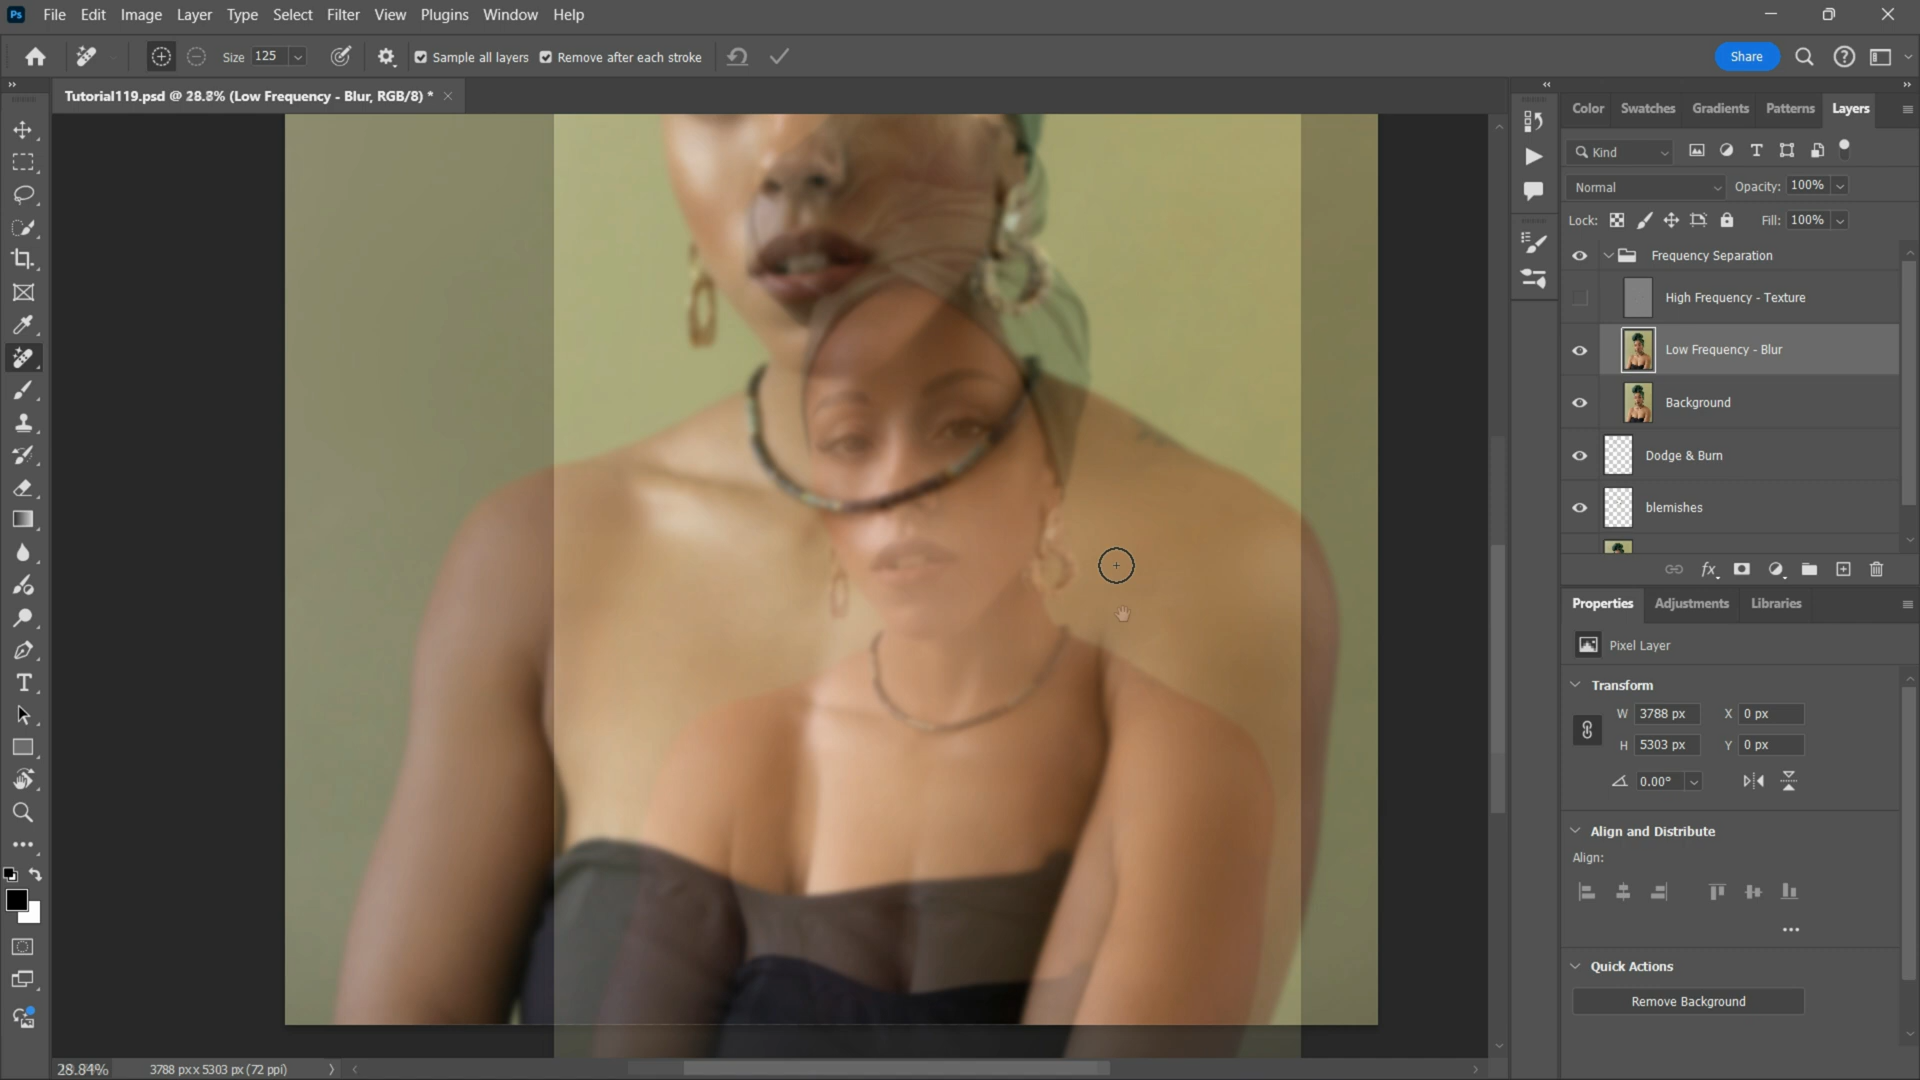 Ps File Edit Image Layer Type Select Filter View Plugins Window Help
Size 125 Sample all layers Remove after each stroke Share
Tutorial119.psd @ 28.8% (Low Frequency - Blur, RGB/8) *
Color Swatches Gradients Patterns Layers
Kind
Normal Opacity: 100%
Lock: Fill: 100%
Frequency Separation
High Frequency - Texture
Low Frequency - Blur
Background
Dodge & Burn
blemishes
fx
Properties Adjustments Libraries
Pixel Layer
Transform
W 3788 px X 0 px
H 5303 px Y 0 px
0.00°
Align and Distribute
Align:
Quick Actions
Remove Background
28.84% 3788 px x 5303 px (72 ppi)